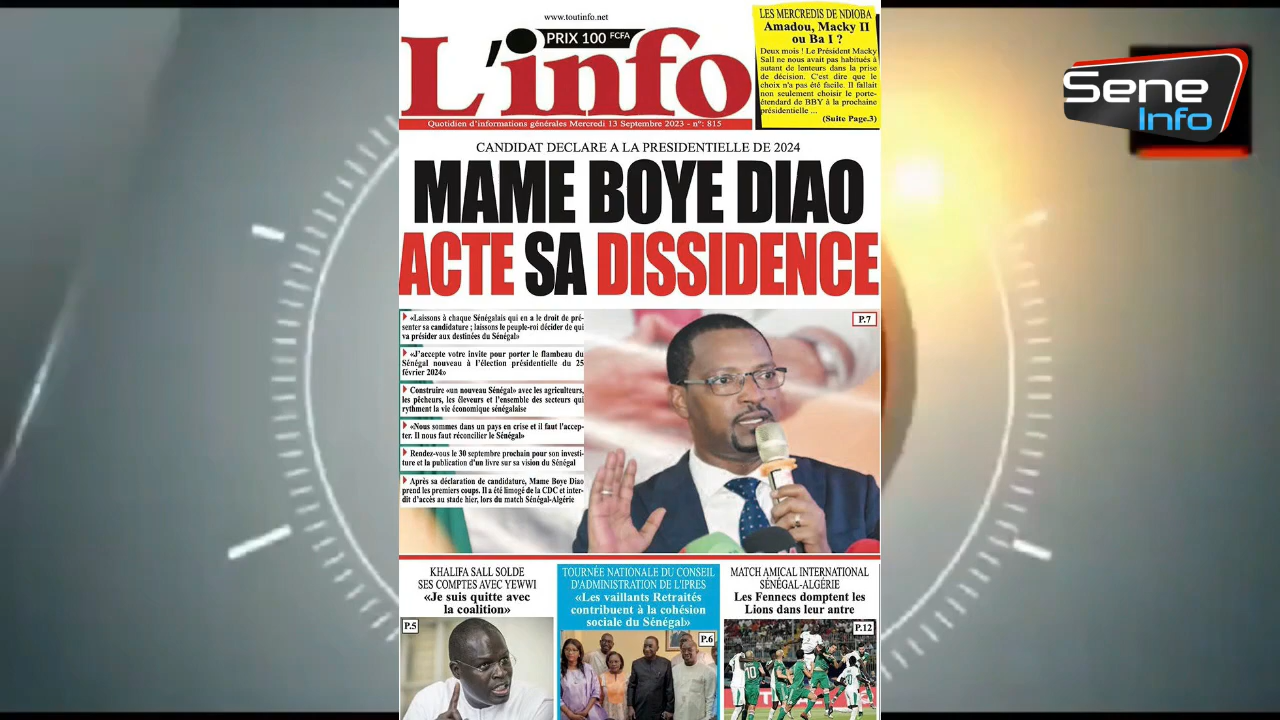 www.toutinfo.net
PRIX 100 FCFA
L'info
Quotidien d'informations générales Mercredi 13 Septembre 2023 - n°: 815
LES MERCREDIS DE NDIOBA
Amadou, Macky II
ou Ba I ?
Deux mois ! Le Président Macky
Sall ne nous avait pas habitués à
autant de lenteurs dans la prise
de décision. C'est dire que le
choix n'a pas été facile. Il fallait
non seulement choisir le porte-
étendard de BBY à la prochaine
présidentielle ...
(Suite Page.3)
Sene
Info
CANDIDAT DECLARE A LA PRESIDENTIELLE DE 2024
MAME BOYE DIAO
ACTE SA DISSIDENCE
«Laissons à chaque Sénégalais qui en a le droit de pré-
senter sa candidature ; laissons le peuple-roi décider de qui
va présider aux destinées du Sénégal»
«J'accepte votre invite pour porter le flambeau du
Sénégal nouveau à l'élection présidentielle du 25
février 2024»
Construire «un nouveau Sénégal» avec les agriculteurs,
les pêcheurs, les éleveurs et l'ensemble des secteurs qui
rythment la vie économique sénégalaise
«Nous sommes dans un pays en crise et il faut l'accep-
ter. Il nous faut réconcilier le Sénégal»
Rendez-vous le 30 septembre prochain pour son investi-
ture et la publication d'un livre sur sa vision du Sénégal
Après sa déclaration de candidature, Mame Boye Diao
prend les premiers coups. Il a été limogé de la CDC et inter-
dit d'accès au stade hier, lors du match Sénégal-Algérie
P.7
KHALIFA SALL SOLDE
SES COMPTES AVEC YEWWI
«Je suis quitte avec
la coalition»
P.5
TOURNÉE NATIONALE DU CONSEIL
D'ADMINISTRATION DE L'IPRES
«Les vaillants Retraités
contribuent à la cohésion
sociale du Sénégal»
P.6
MATCH AMICAL INTERNATIONAL
SÉNÉGAL-ALGÉRIE
Les Fennecs domptent les
Lions dans leur antre
P.12
10